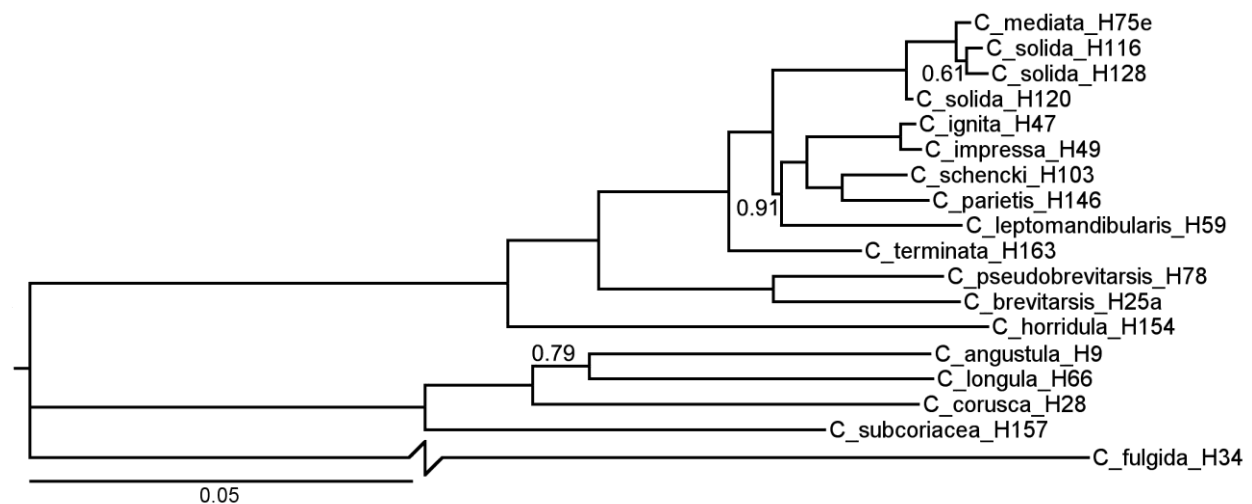 C_mediata_H75e
C_solida_H116
0.61
C_solida_H128
C_solida_H120
C_ignita_H47
C_impressa_H49
C_schencki_H103
C_parietis_H146
0.91
C_leptomandibularis_H59
C_terminata_H163
C_pseudobrevitarsis_H78
C_brevitarsis_H25a
C_horridula_H154
0.79
C_angustula_H9
C_longula_H66
C_corusca_H28
C_subcoriacea_H157
C_fulgida_H34
0.05